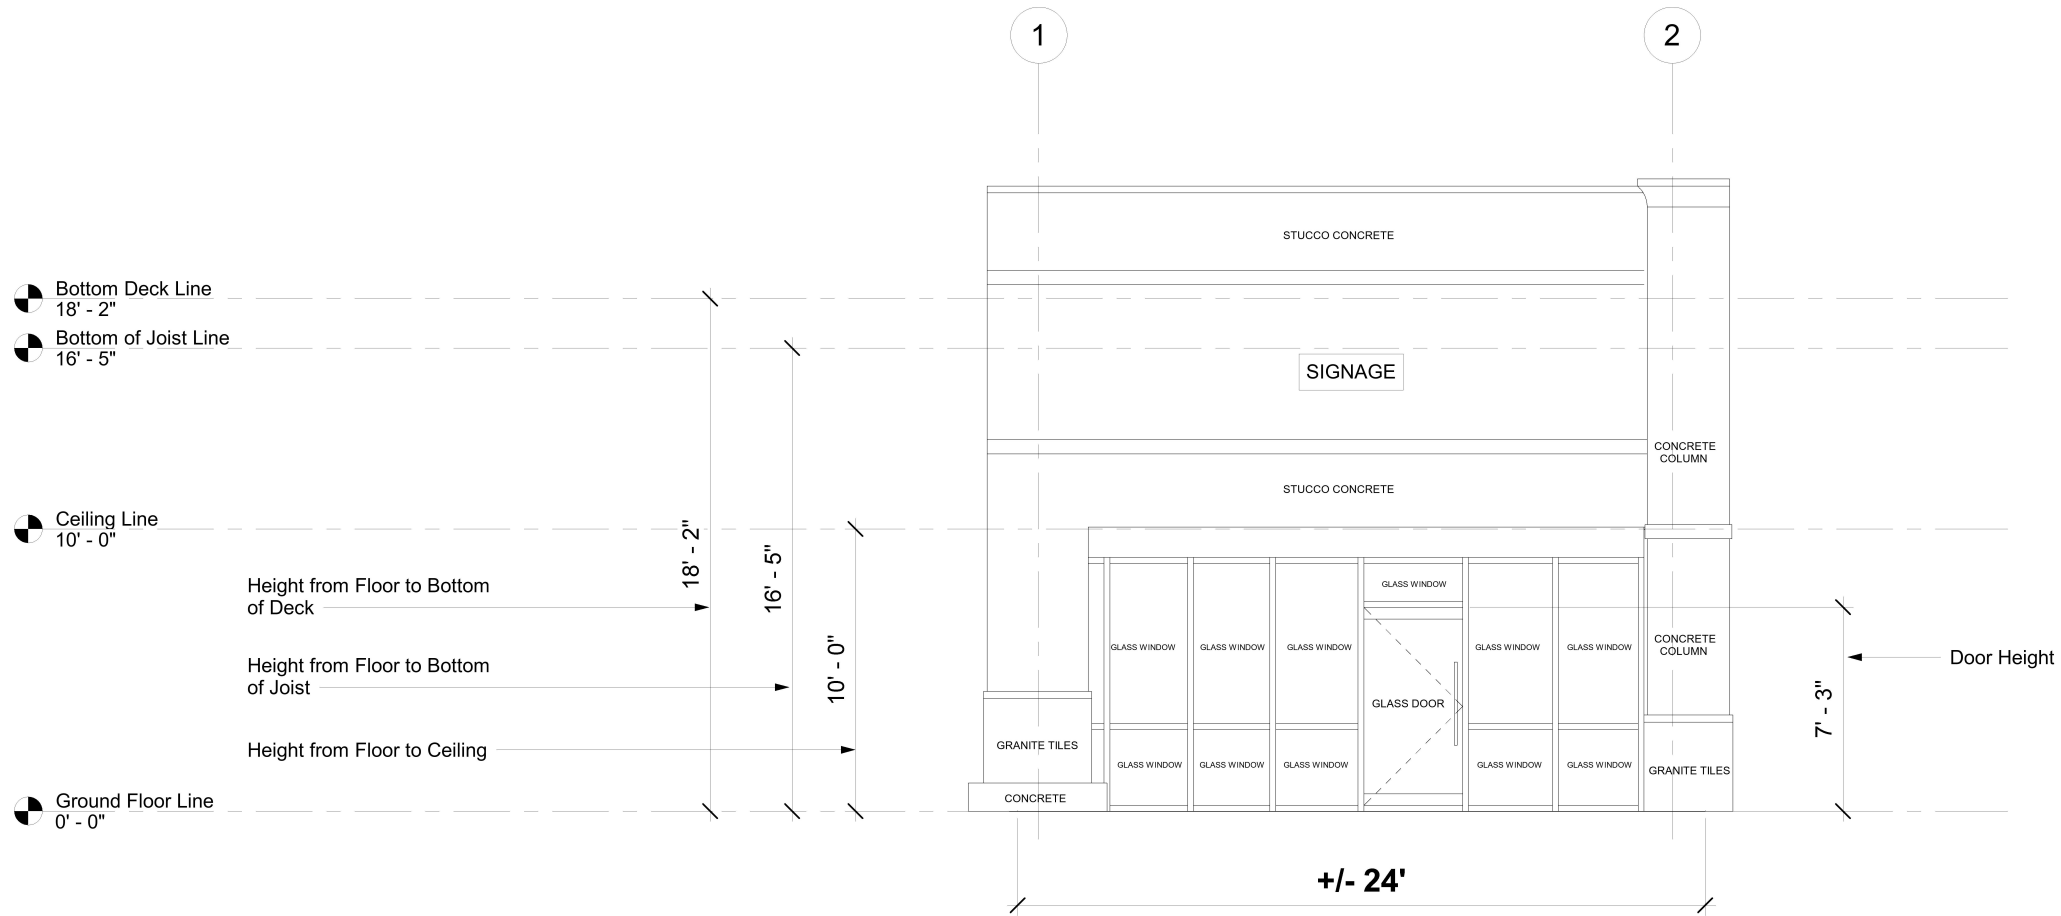 1
2
STUCCO CONCRETE
Bottom Deck Line
18' - 2"
Bottom of Joist Line
16' - 5"
SIGNAGE
CONCRETE
COLUMN
STUCCO CONCRETE
Ceiling Line
10' - 0"
18' - 2"
16' - 5"
10' - 0"
Height from Floor to Bottom
of Deck
GLASS WINDOW
GLASS WINDOW
GLASS WINDOW
GLASS WINDOW
GLASS WINDOW
GLASS WINDOW
CONCRETE
COLUMN
Door Height
Height from Floor to Bottom
of Joist
GLASS DOOR
7' - 3"
Height from Floor to Ceiling
GRANITE TILES
GLASS WINDOW
GLASS WINDOW
GLASS WINDOW
GLASS WINDOW
GLASS WINDOW
GRANITE TILES
Ground Floor Line
0' - 0"
CONCRETE
+/- 24'